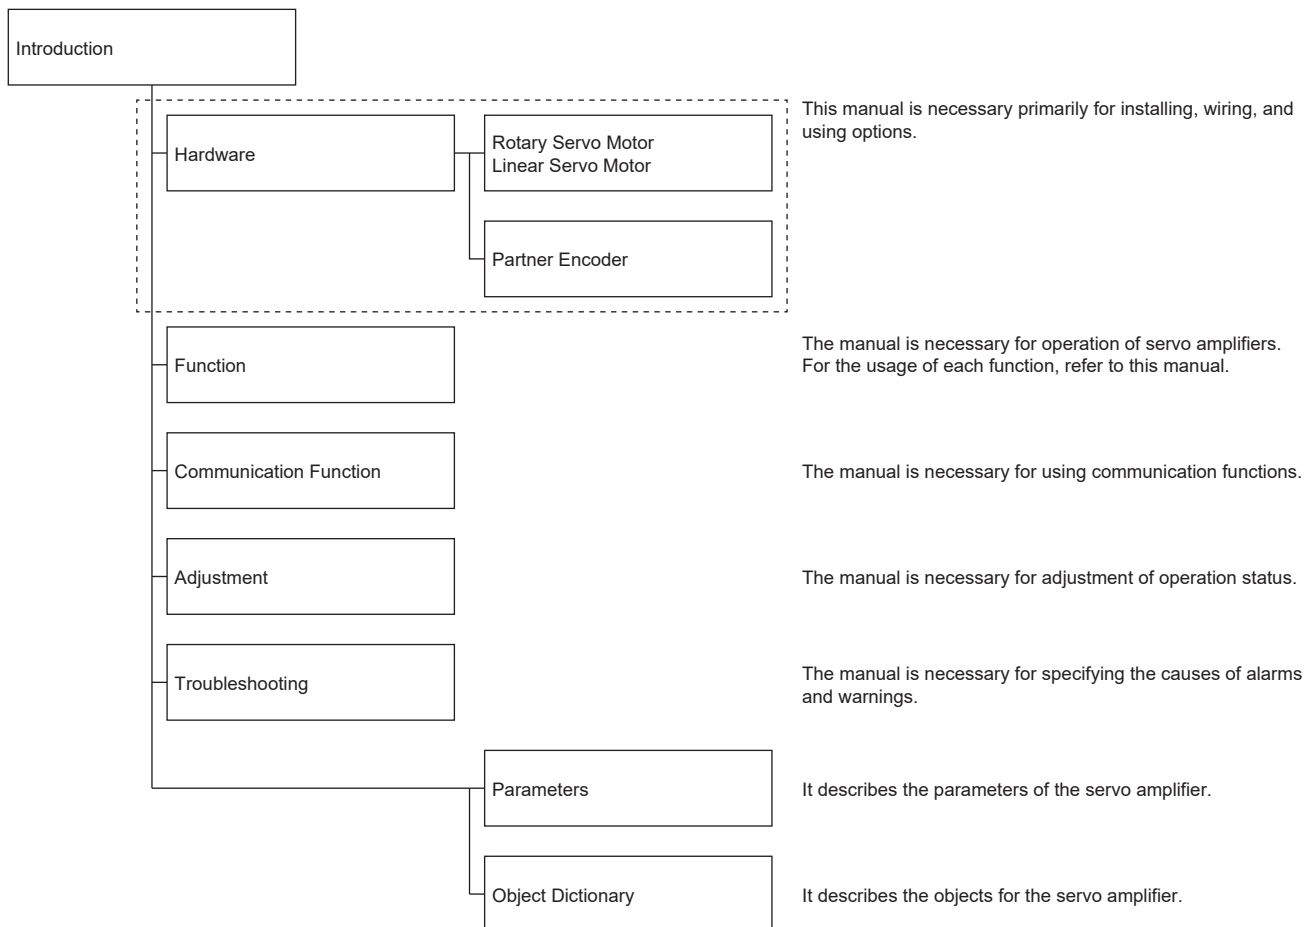 Introduction
This manual is necessary primarily for installing, wiring, and
using options.
Hardware
Rotary Servo Motor
Linear Servo Motor
Partner Encoder
Function
The manual is necessary for operation of servo amplifiers.
For the usage of each function, refer to this manual.
Communication Function
The manual is necessary for using communication functions.
Adjustment
The manual is necessary for adjustment of operation status.
Troubleshooting
The manual is necessary for specifying the causes of alarms
and warnings.
Parameters
It describes the parameters of the servo amplifier.
Object Dictionary
It describes the objects for the servo amplifier.